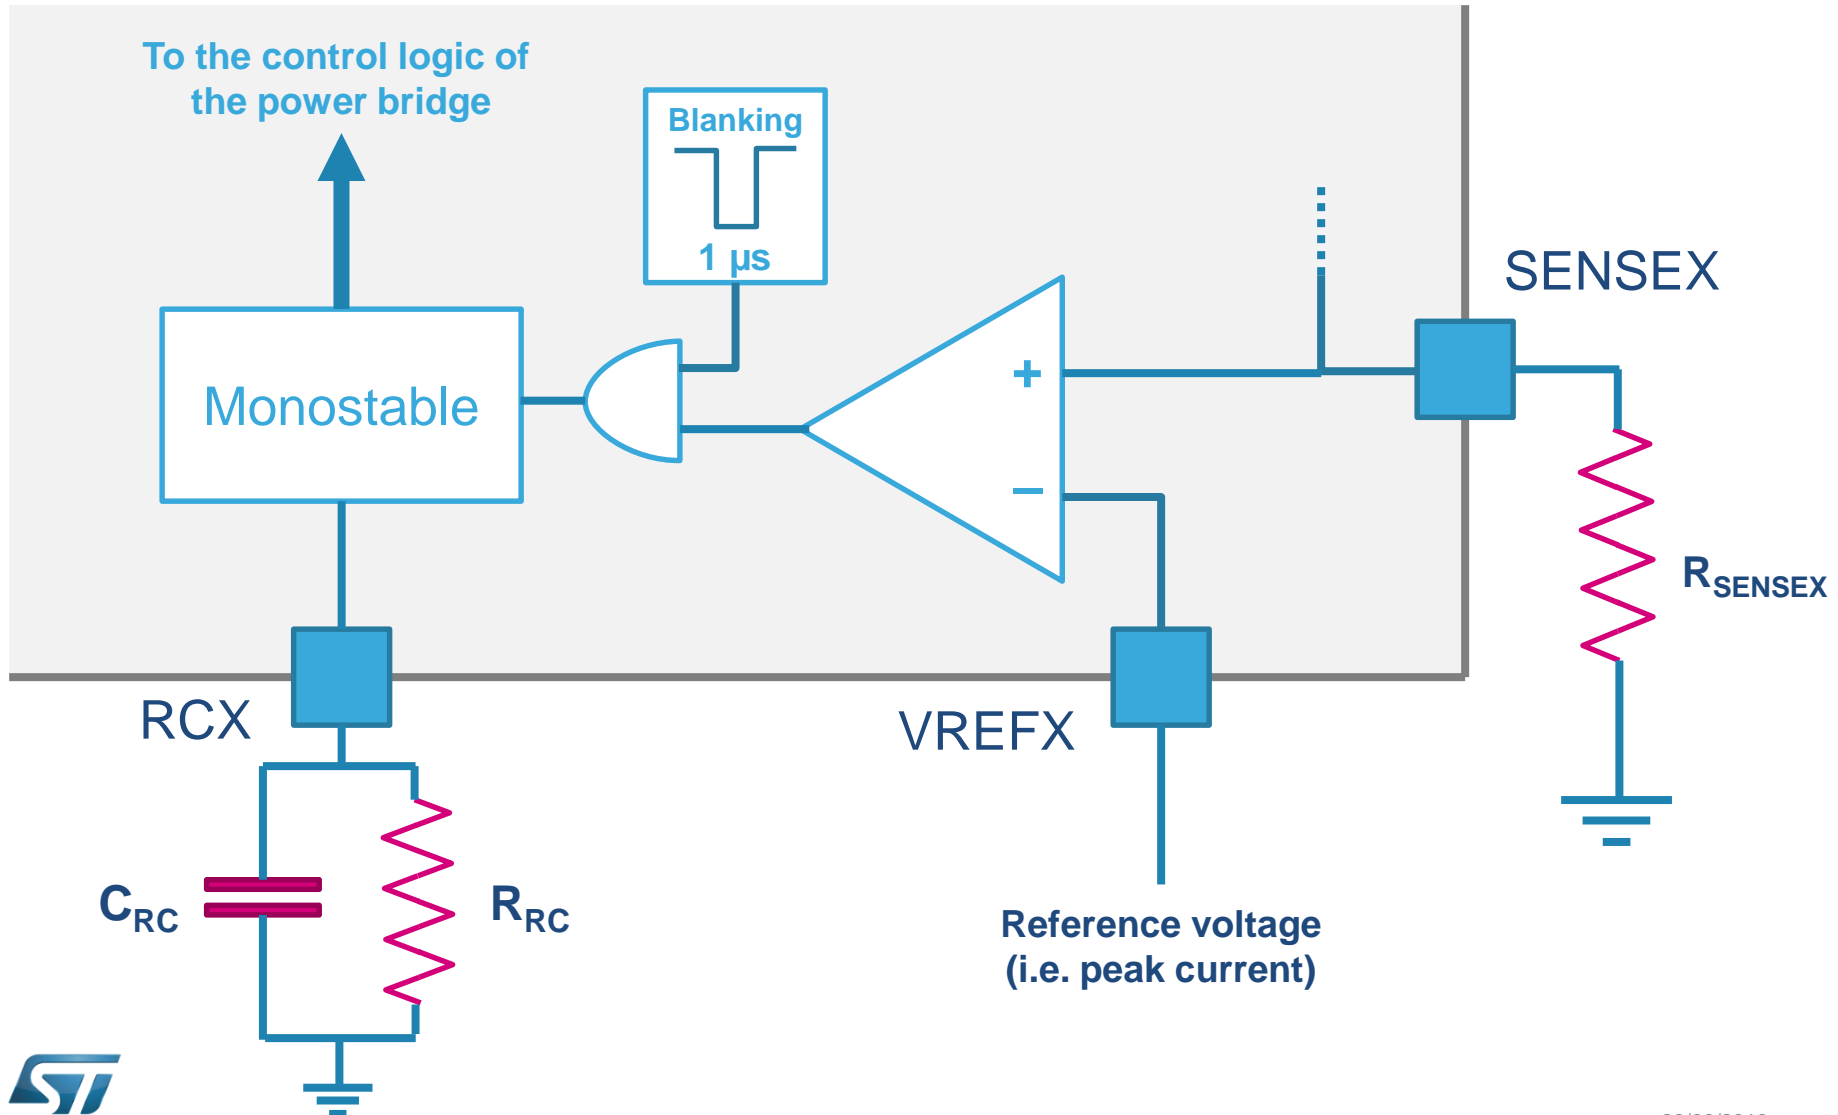 To the control logic of
the power bridge
Blanking
1 µs
SENSEX
Monostable
+
−
RSENSEX
RCX
VREFX
CRC
RRC
Reference voltage
(i.e. peak current)
ST